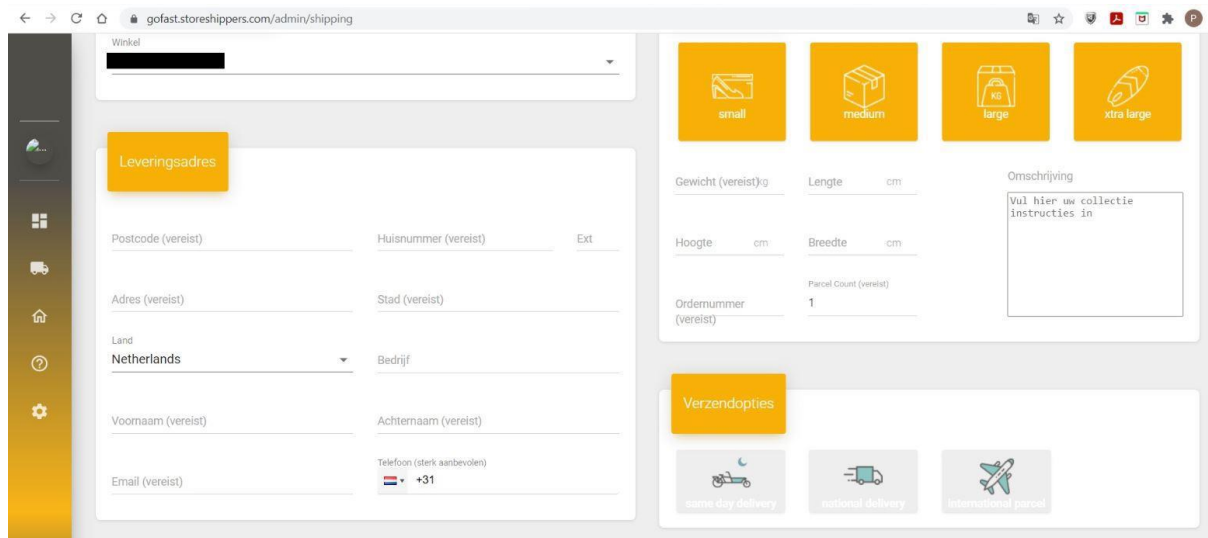 gofast.storeshippers.com/admin/shipping
P
Winkel
Leveringsadres
Postcode (vereist)
Huisnummer (vereist)
Ext
Adres (vereist)
Stad (vereist)
Land
Netherlands
Bedrijf
Voornaam (vereist)
Achternaam (vereist)
Email (vereist)
Telefoon (sterk aanbevolen)
+31
small
medium
KG
large
xtra large
Gewicht (vereist)kg
Lengte
cm
Omschrijving
Vul hier uw collectie
instructies in
Hoogte
cm
Breedte
cm
Ordernummer
(vereist)
Parcel Count (vereist)
1
Verzendopties
same day delivery
national delivery
international parcel